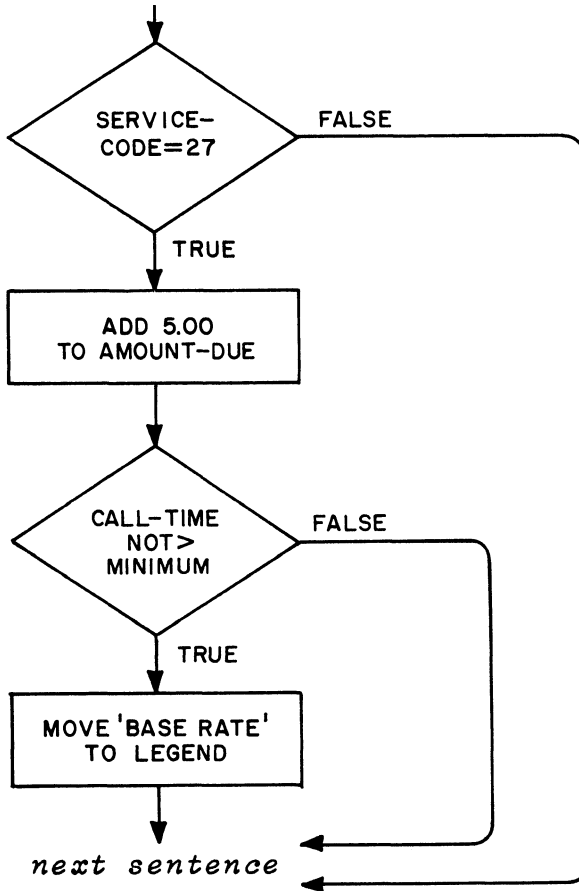 SERVICE-
CODE=27
FALSE
TRUE
ADD 5.00
TO AMOUNT-DUE
CALL-TIME
NOT>
MINIMUM
FALSE
TRUE
MOVE 'BASE RATE'
TO LEGEND
next sentence